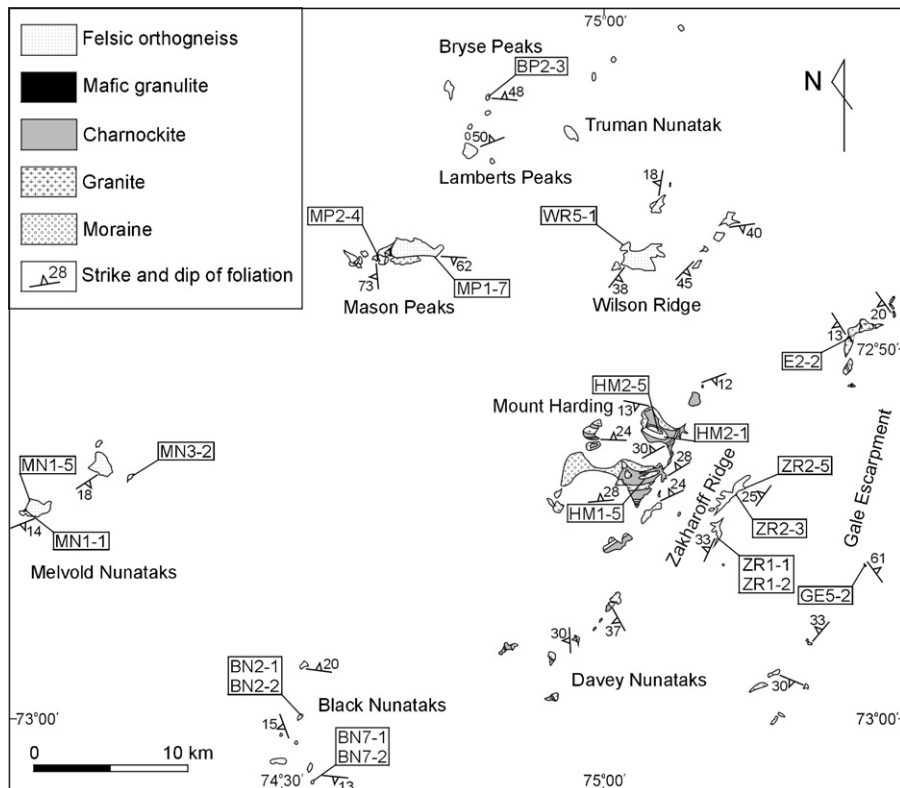 75°00′
Felsic orthogneiss
Mafic granulite
Charnockite
Granite
Moraine
28
Strike and dip of foliation
Bryse Peaks
BP2-3
48
N
Truman Nunatak
50
Lamberts Peaks
18
MP2-4
WR5-1
40
62
73
MP1-7
38
45
Mason Peaks
Wilson Ridge
20
13
72°50′
E2-2
HM2-5
12
Mount Harding
13
24
HM2-1
30
MN1-5
MN3-2
28
ZR2-5
18
24
28
25
HM1-5
14
MN1-1
ZR2-3
Zakharoff Ridge
Gale Escarpment
33
Melvold Nunataks
ZR1-1
ZR1-2
61
GE5-2
33
37
30
BN2-1
BN2-2
20
Davey Nunataks
30
Black Nunataks
73°00′
73°00′
15
BN7-1
BN7-2
0
10 km
74°30′
13
75°00′